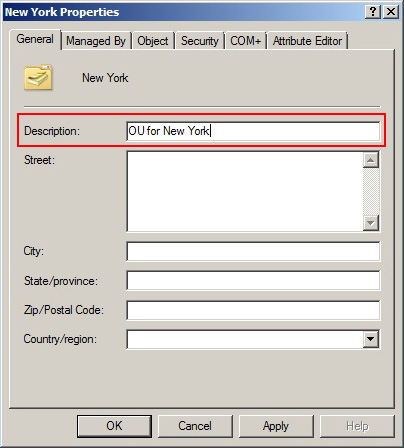 New York Properties
General Managed By Object Security COM+ Attribute Editor
New York
Description: OU for New York
Street:
City:
State/province:
Zip/Postal Code:
Country/region:
OK Cancel Apply Help